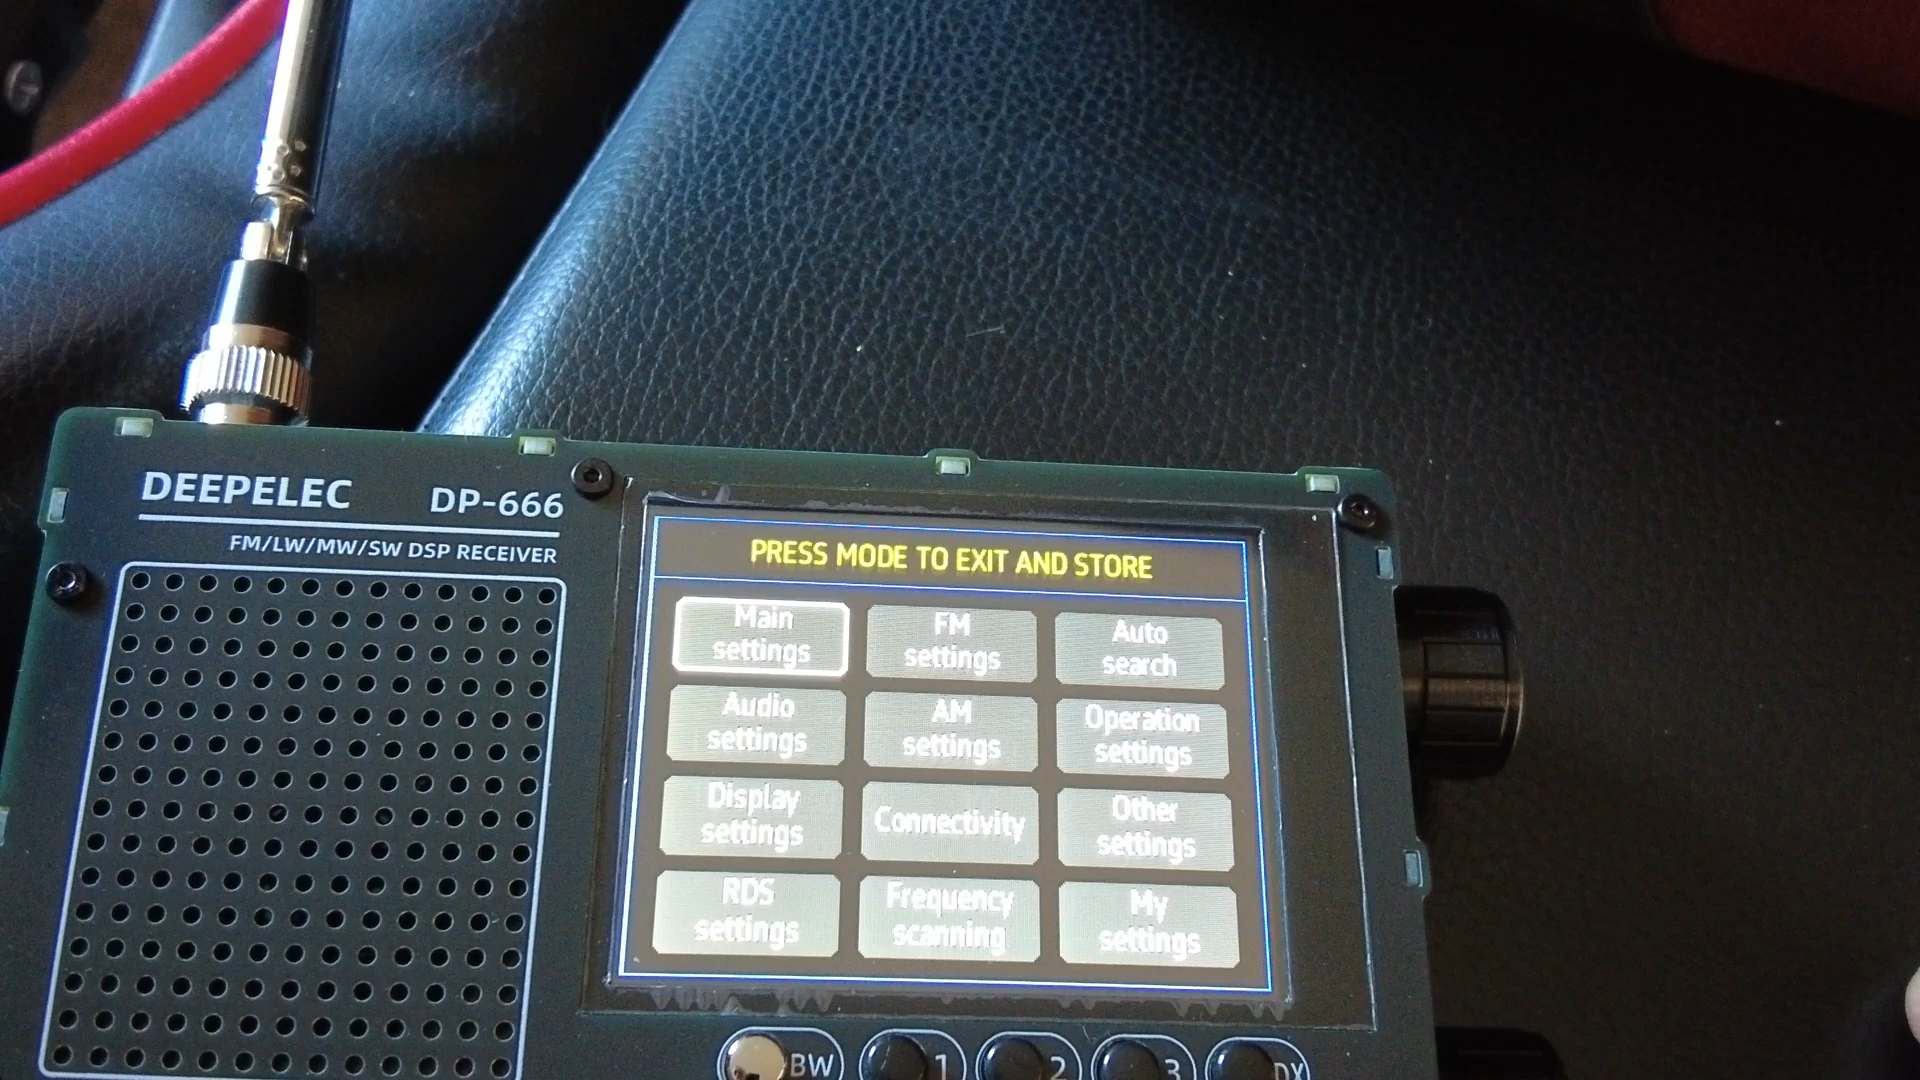 DEEPELEC
DP-666
FM/LW/MW/SW DSP RECEIVER
PRESS MODE TO EXIT AND STORE
Main
settings
FM
settings
Auto
search
Audio
settings
AM
settings
Operation
settings
Display
settings
Connectivity
Other
settings
RDS
settings
Frequency
scanning
My
settings
BW
1
2
3
DX